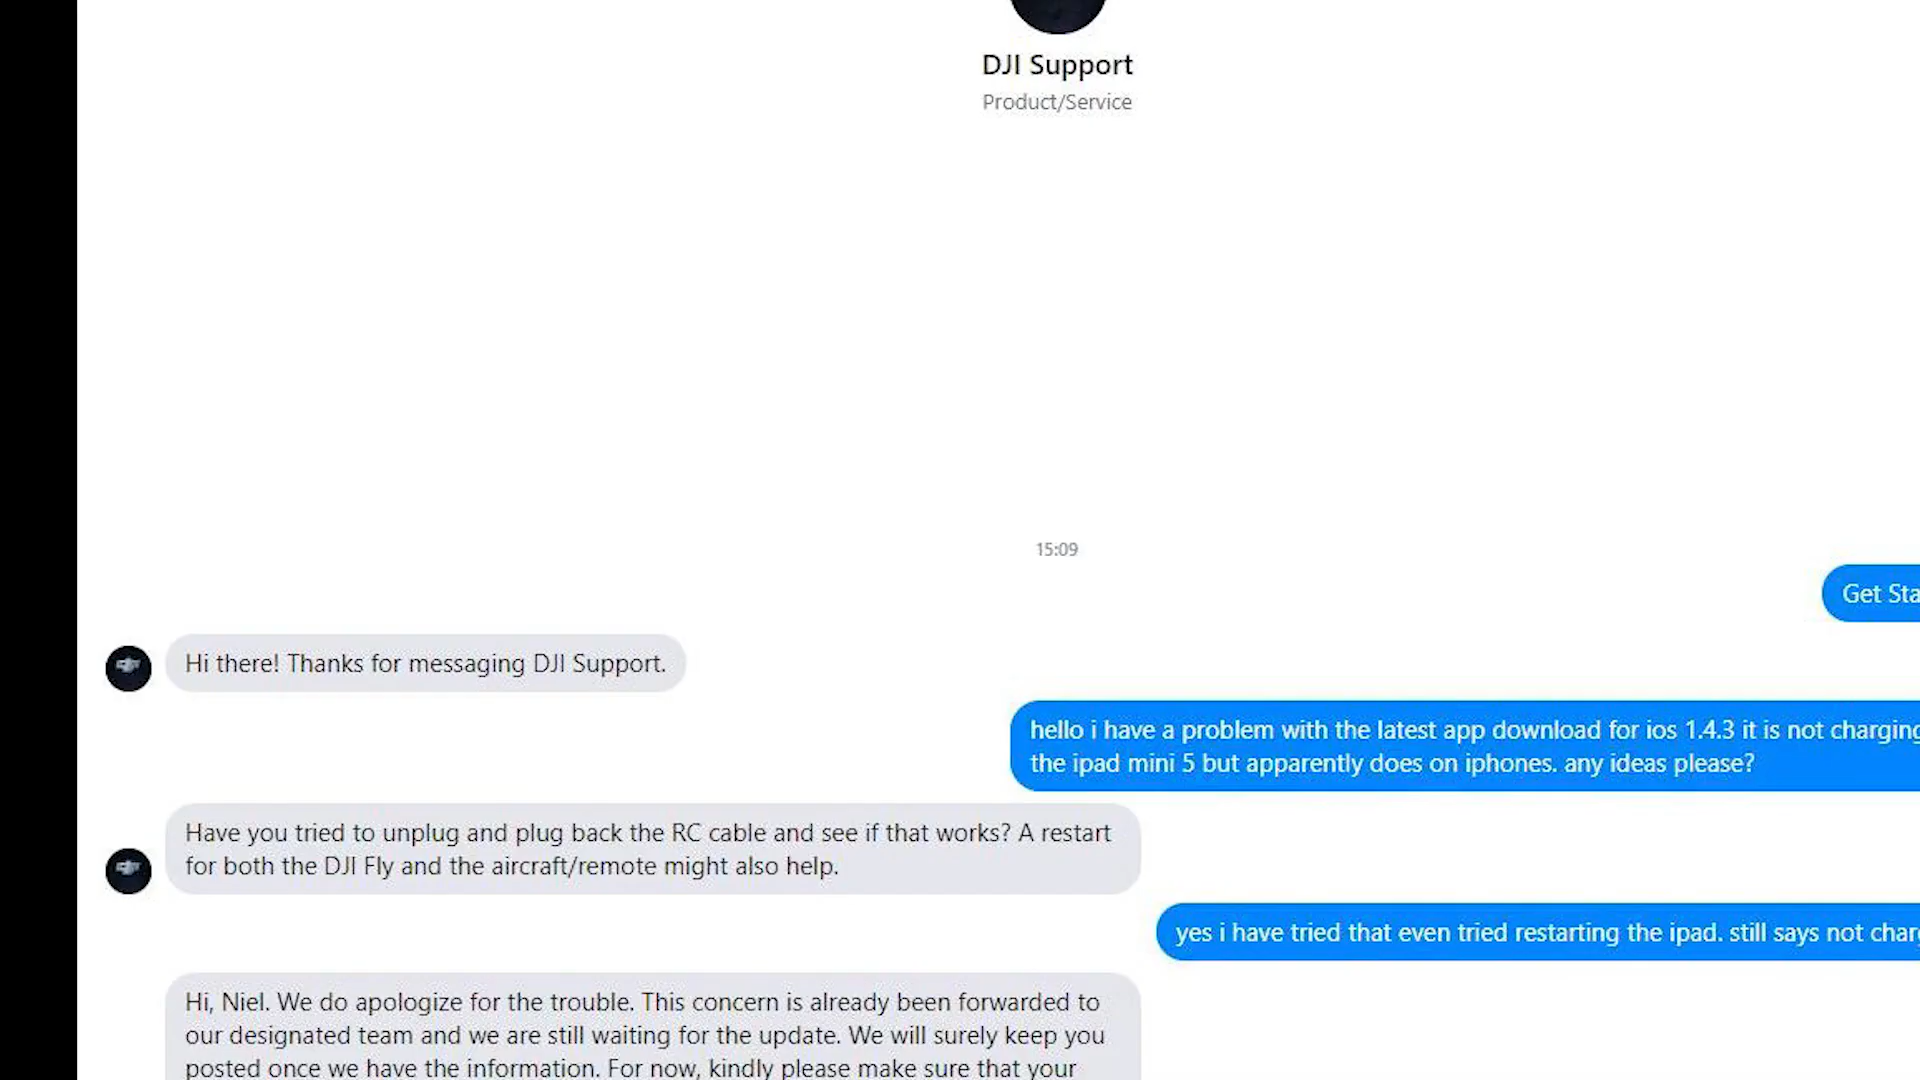 DJI Support
Product/Service
15:09
Get
Hi there! Thanks for messaging DJI Support.
hello i have a problem with the latest app download for ios 1.4.3 it is not charging
the ipad mini 5 but apparently does on iphones. any ideas please?
Have you tried to unplug and plug back the RC cable and see if that works? A restart
for both the DJI Fly and the aircraft/remote might also help.
yes i have tried that even tried restarting the ipad. still says not
Hi, Niel. We do apologize for the trouble. This concern is already been forwarded to
our designated team and we are still waiting for the update. We will surely keep you
posted once we have the information. For now, kindly please make sure that your